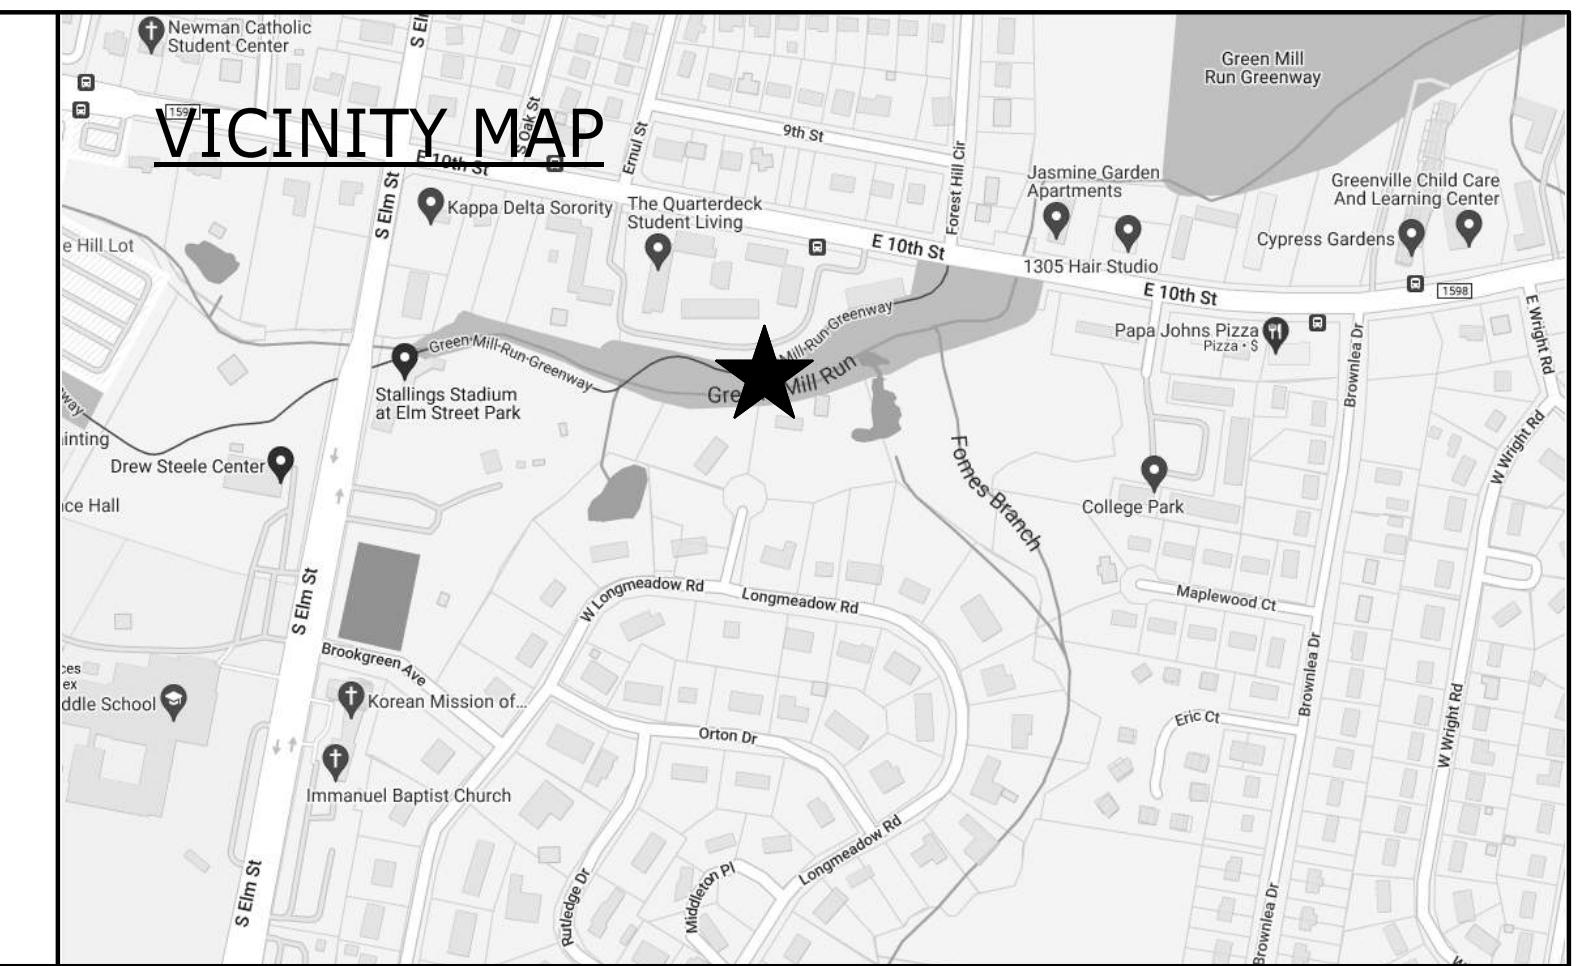 Newman Catholic
Student Center
S Elm
Green Mill
Run Greenway
VICINITY MAP
S Oak St
Ernul St
9th St
Forest Hill Cir
E 10th St
S Elm St
Kappa Delta Sorority
The Quarterdeck
Student Living
Jasmine Garden
Apartments
Greenville Child Care
And Learning Center
Cypress Gardens
e Hill Lot
E 10th St
1305 Hair Studio
E 10th St
1598
E Wright Rd
Green Mill Run Greenway
Mill Run Greenway
Papa Johns Pizza
Pizza • $
Brownlea Dr
Stallings Stadium
at Elm Street Park
Mill Run
way
inting
Drew Steele Center
Fornes Branch
W Wright Rd
College Park
ce Hall
S Elm St
W Longmeadow Rd
Longmeadow Rd
Maplewood Ct
Brookgreen Ave
Brownlea Dr
ces
ex
ddle School
Korean Mission of...
Orton Dr
Eric Ct
W Wright Rd
Immanuel Baptist Church
Longmeadow Rd
S Elm St
Rutledge Dr
Middleton Pl
Brownlea Dr